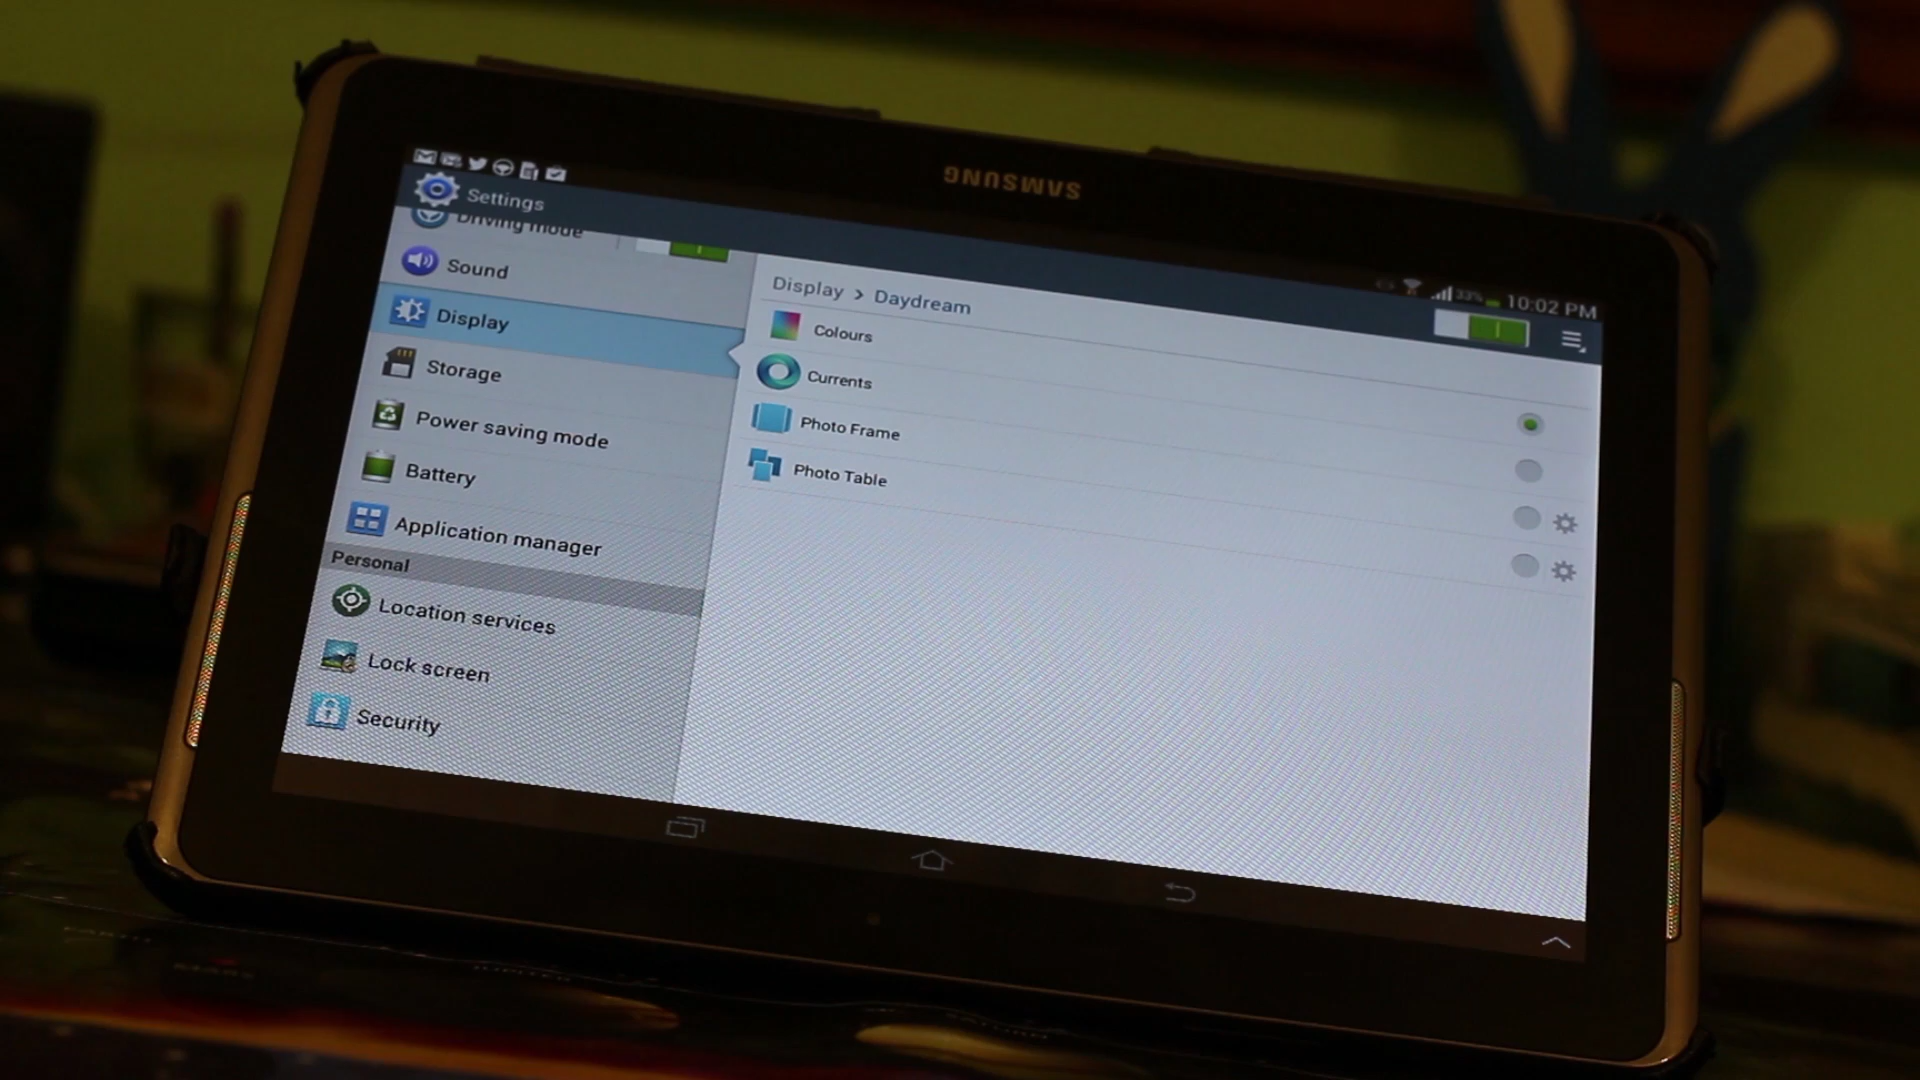 SAMSUNG
Settings
33% 10:02 PM
Driving mode
Sound
Display
Storage
Power saving mode
Battery
Application manager
Personal
Location services
Lock screen
Security
Display > Daydream
Colours
Currents
Photo Frame
Photo Table